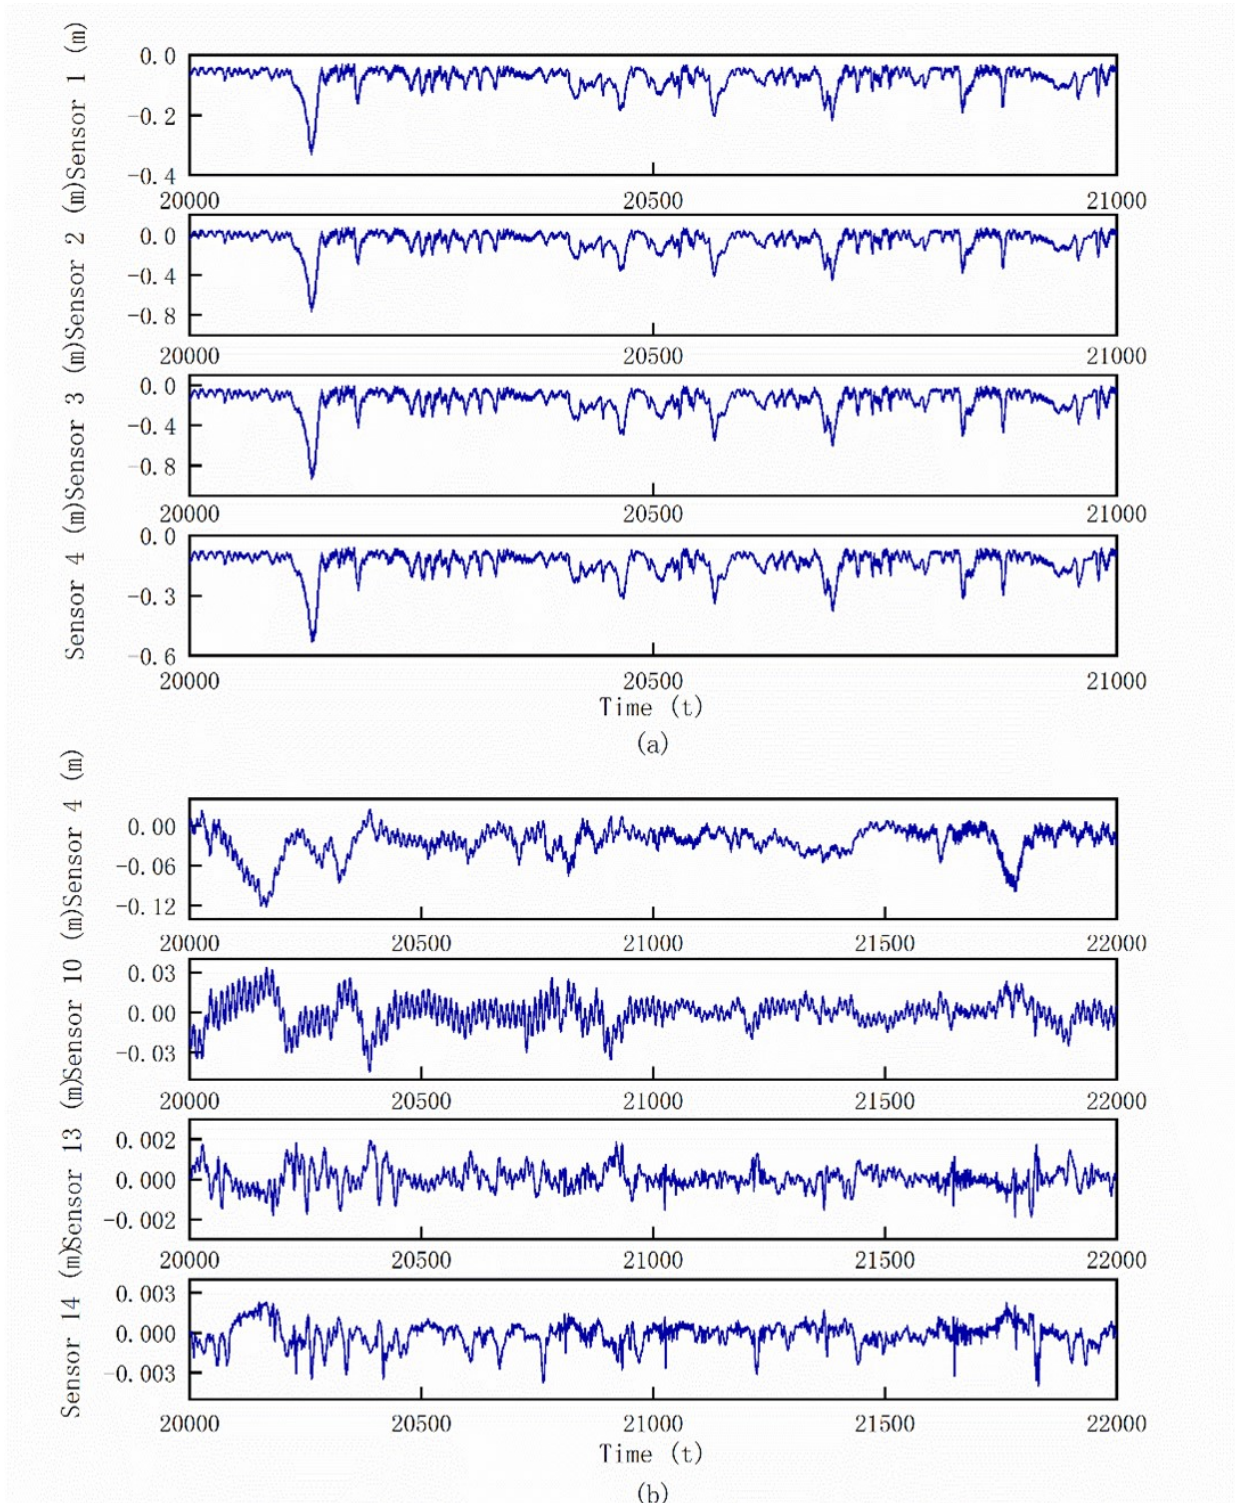 Sensor 1 (m)
0.0
-0.2
-0.4
20000 20500 21000
Sensor 2 (m)
0.0
-0.4
-0.8
20000 20500 21000
Sensor 3 (m)
0.0
-0.4
-0.8
20000 20500 21000
Sensor 4 (m)
0.0
-0.3
-0.6
20000 20500 21000
Time (t)
(a)
Sensor 4 (m)
0.00
-0.06
-0.12
20000 20500 21000 21500 22000
Sensor 10 (m)
0.03
0.00
-0.03
20000 20500 21000 21500 22000
Sensor 13 (m)
0.002
0.000
-0.002
20000 20500 21000 21500 22000
Sensor 14 (m)
0.003
0.000
-0.003
20000 20500 21000 21500 22000
Time (t)
(b)